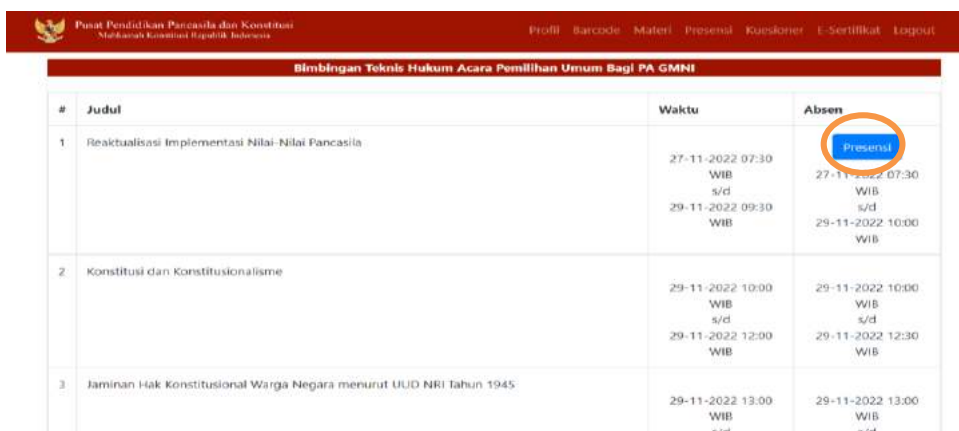 Pusat Pendidikan Pancasila dan Konstitusi
Mahkamah Konstitusi Republik Indonesia
Profil Barcode Materi Presensi Kuesioner E-Sertifikat Logout
Bimbingan Teknis Hukum Acara Pemilihan Umum Bagi PA GMNI
# Judul Waktu Absen
1 Reaktualisasi Implementasi Nilai-Nilai Pancasila
Presensi
27-11-2022 07:30 27-11-2022 07:30
WIB WIB
s/d s/d
29-11-2022 09:30 29-11-2022 10:00
WIB WIB
2 Konstitusi dan Konstitusionalisme
29-11-2022 10:00 29-11-2022 10:00
WIB WIB
s/d s/d
29-11-2022 12:00 29-11-2022 12:30
WIB WIB
3 Jaminan Hak Konstitusional Warga Negara menurut UUD NRI Tahun 1945
29-11-2022 13:00 29-11-2022 13:00
WIB WIB